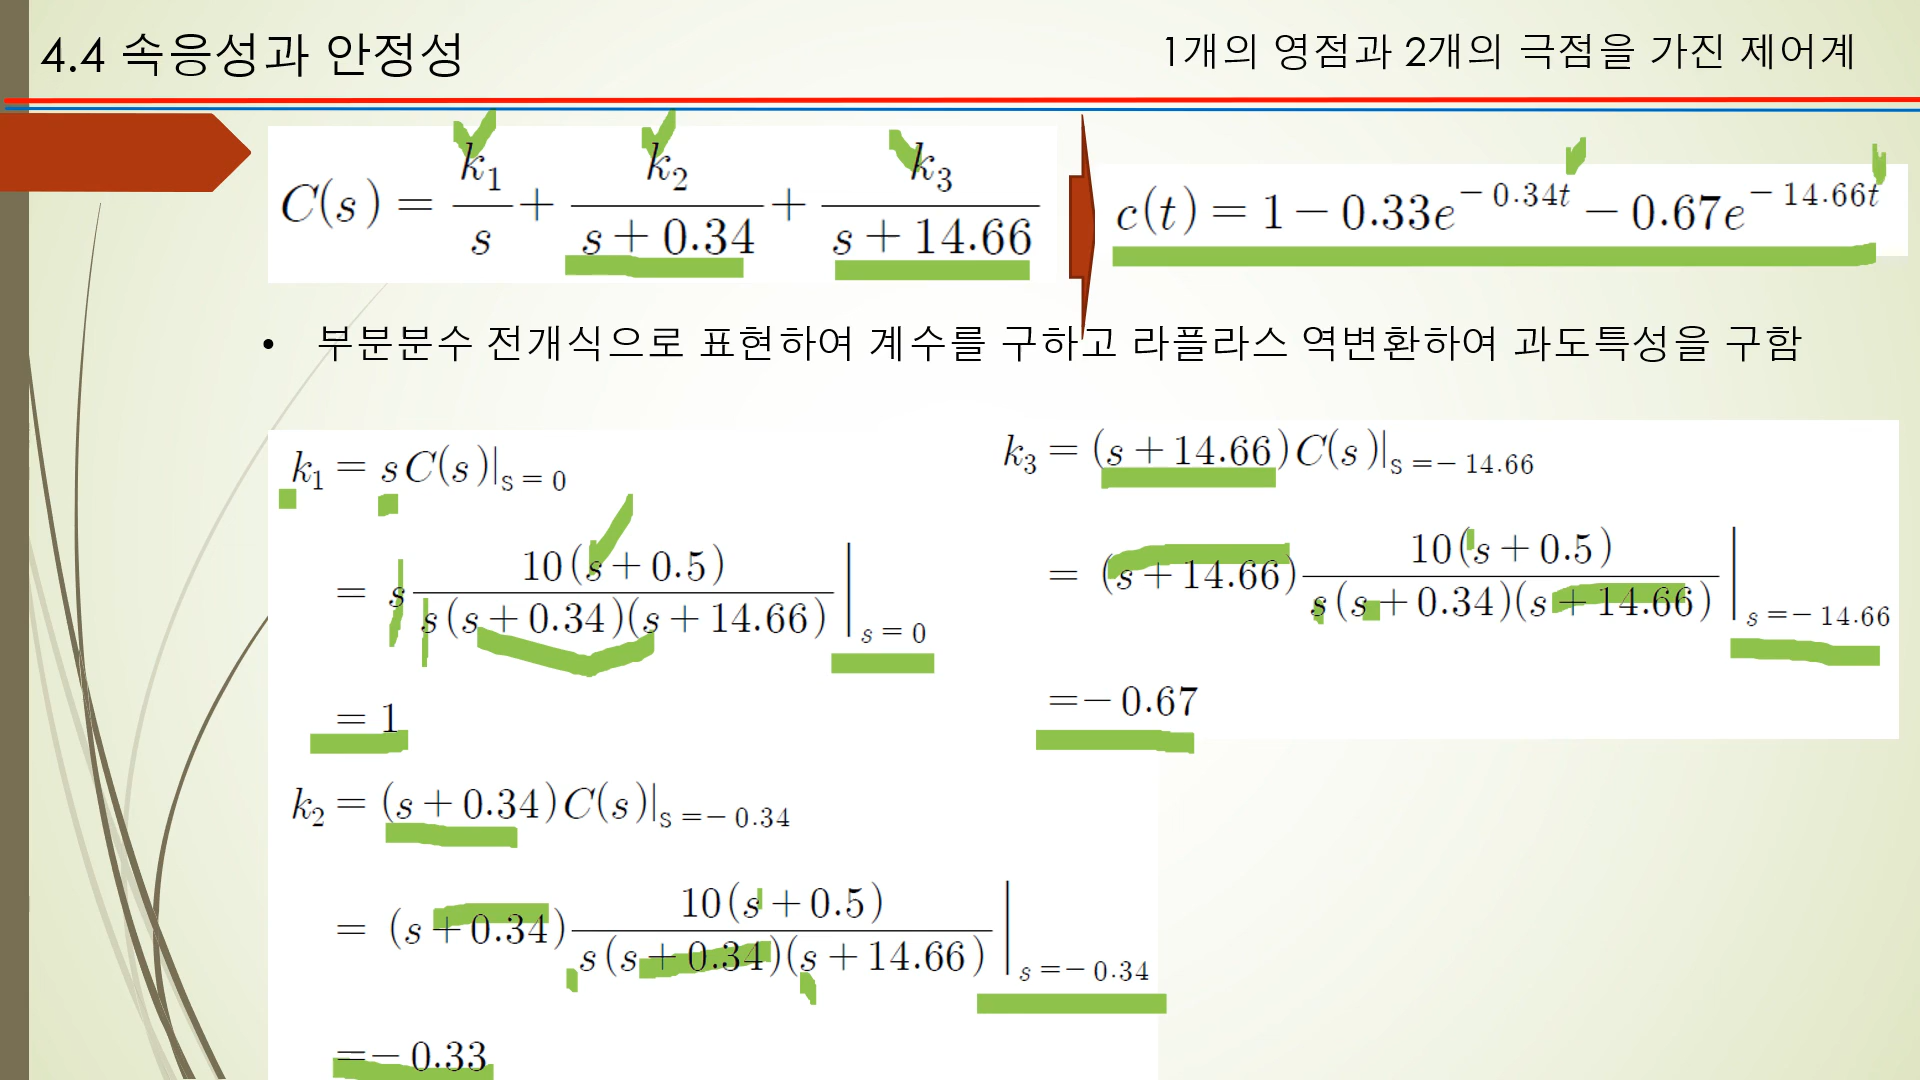 4.4 속응성과 안정성
1개의 영점과 2개의 극점을 가진 제어계
C(s) = k₁/s + k₂/(s + 0.34) + k₃/(s + 14.66)
c(t) = 1 − 0.33e^(− 0.34t) − 0.67e^(− 14.66t)
• 부분분수 전개식으로 표현하여 계수를 구하고 라플라스 역변환하여 과도특성을 구함
k₁ = s C(s)|s = 0
= s 10(s + 0.5) / s(s + 0.34)(s + 14.66) | s = 0
= 1
k₂ = (s + 0.34)C(s)|s = − 0.34
= (s + 0.34) 10(s + 0.5) / s(s + 0.34)(s + 14.66) | s = − 0.34
= − 0.33
k₃ = (s + 14.66)C(s)|s = − 14.66
= (s + 14.66) 10(s + 0.5) / s(s + 0.34)(s + 14.66) | s = − 14.66
= − 0.67